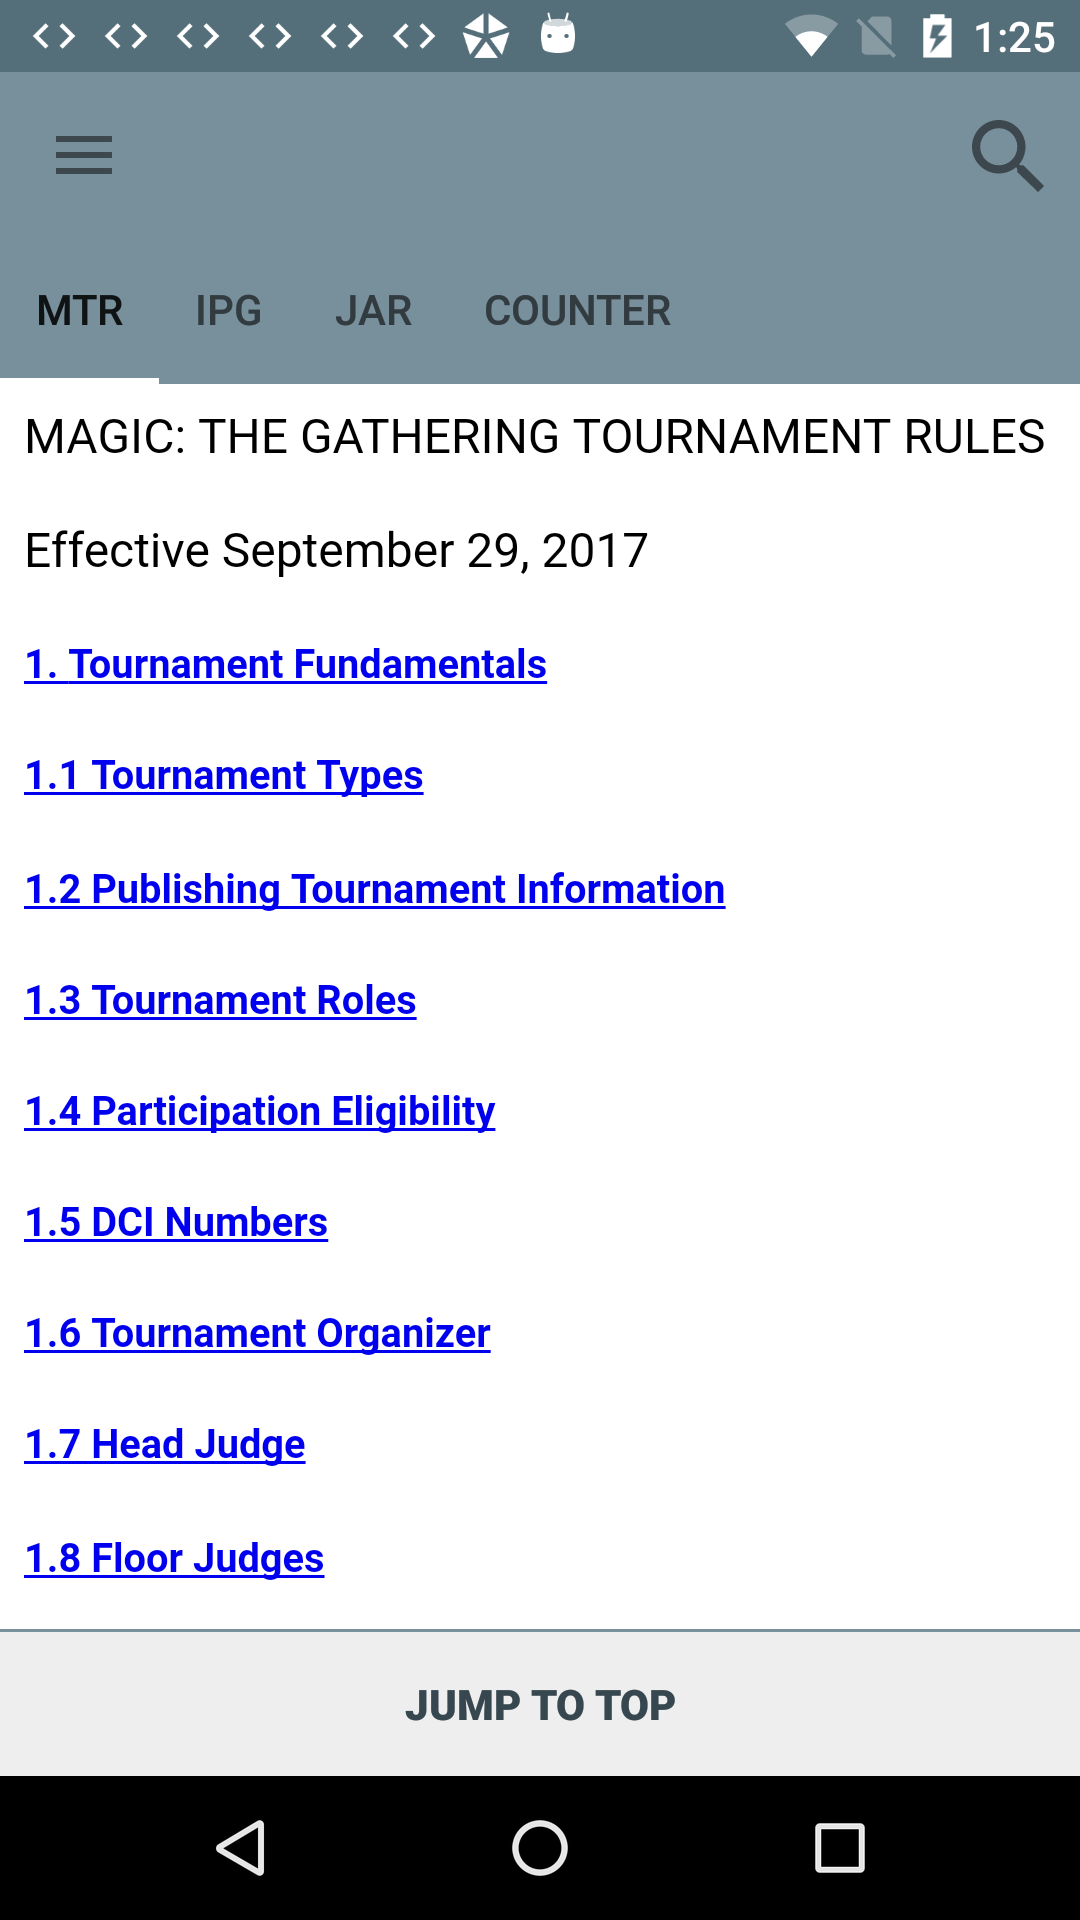 1:25
MTR IPG JAR COUNTER
MAGIC: THE GATHERING TOURNAMENT RULES
Effective September 29, 2017
1. Tournament Fundamentals
1.1 Tournament Types
1.2 Publishing Tournament Information
1.3 Tournament Roles
1.4 Participation Eligibility
1.5 DCI Numbers
1.6 Tournament Organizer
1.7 Head Judge
1.8 Floor Judges
JUMP TO TOP